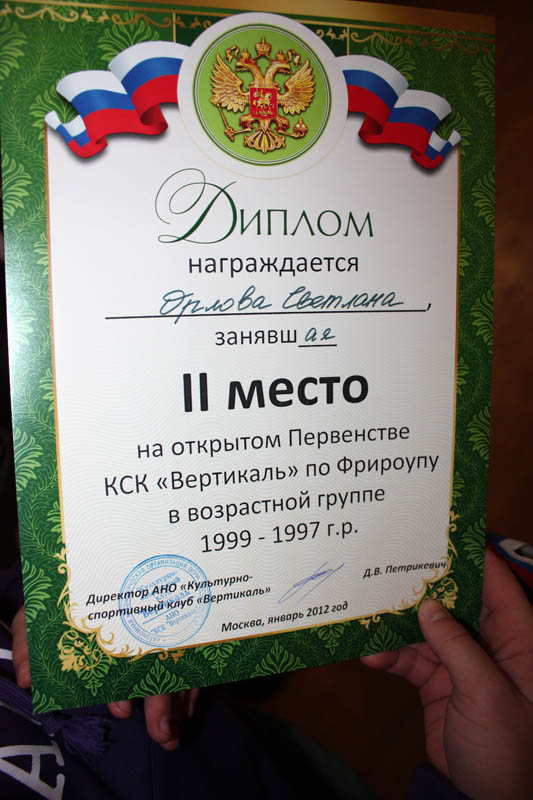 Диплом
награждается
Орлова Светлана,
занявшая
II место
на открытом Первенстве
КСК «Вертикаль» по Фрироупу
в возрастной группе
1999 - 1997 г.р.
Директор АНО «Культурно-
спортивный клуб «Вертикаль»
Д.В. Петрикевич
Москва, январь 2012 год